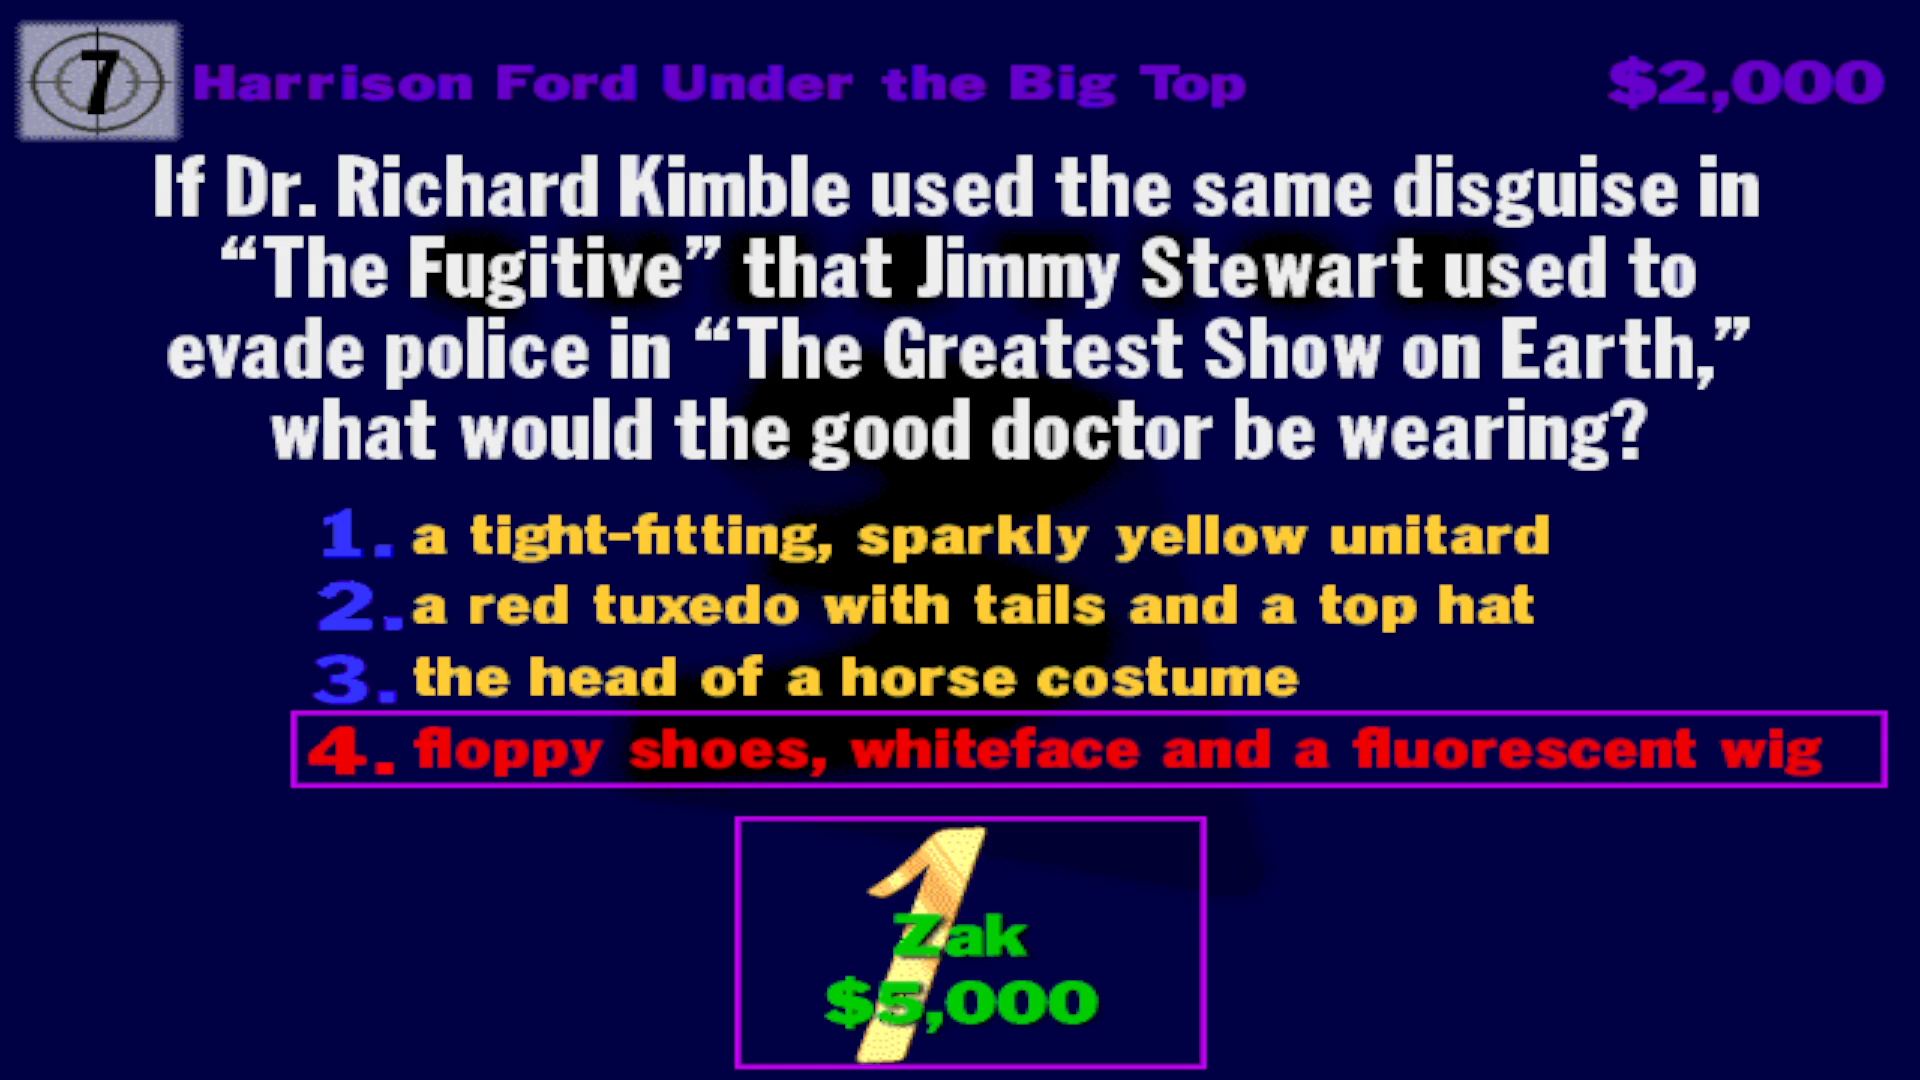 7 Harrison Ford Under the Big Top $2,000
If Dr. Richard Kimble used the same disguise in
“The Fugitive” that Jimmy Stewart used to
evade police in “The Greatest Show on Earth,”
what would the good doctor be wearing?
1. a tight-fitting, sparkly yellow unitard
2. a red tuxedo with tails and a top hat
3. the head of a horse costume
4. floppy shoes, whiteface and a fluorescent wig
1
Zak
$5,000